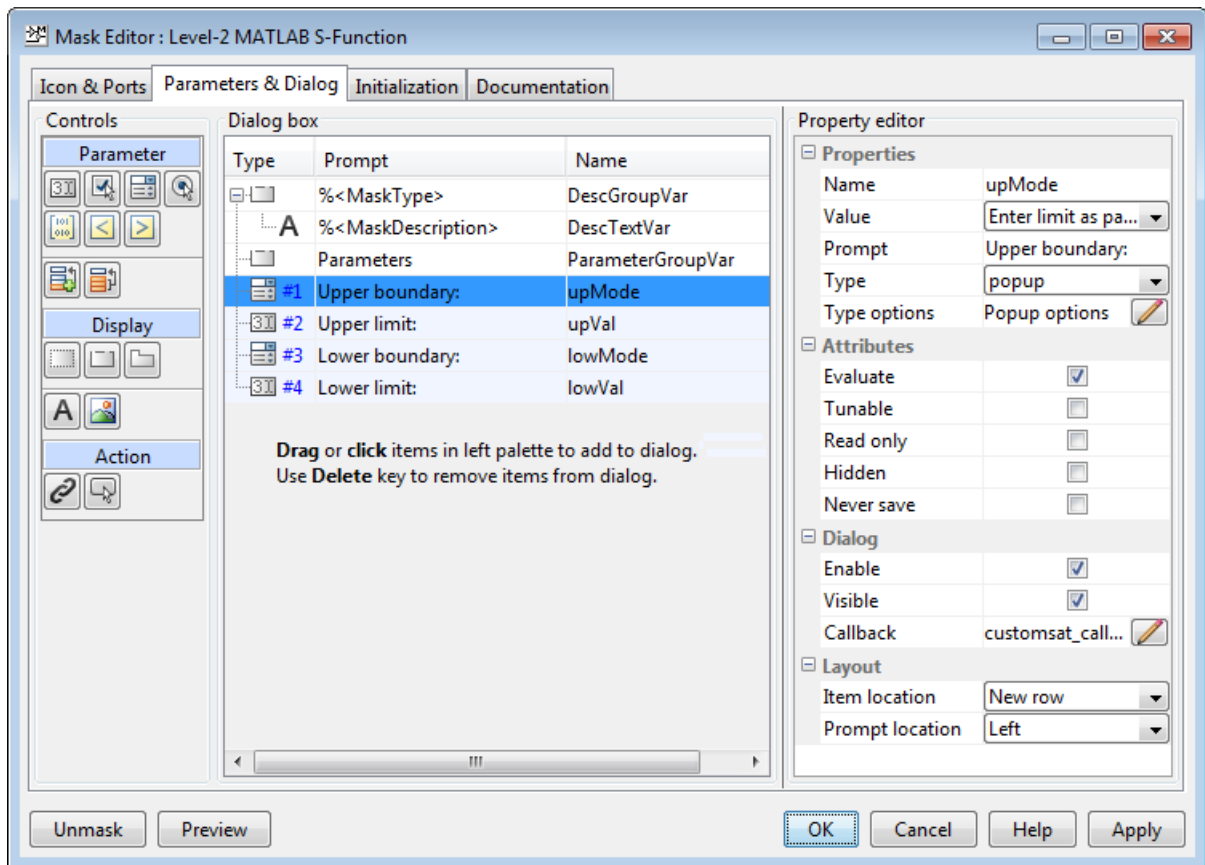 Mask Editor : Level-2 MATLAB S-Function
Icon & Ports Parameters & Dialog Initialization Documentation
Controls
Parameter
Display
Action
Dialog box
Type Prompt Name
%<MaskType> DescGroupVar
A %<MaskDescription> DescTextVar
Parameters ParameterGroupVar
#1 Upper boundary: upMode
#2 Upper limit: upVal
#3 Lower boundary: lowMode
#4 Lower limit: lowVal
Drag or click items in left palette to add to dialog.
Use Delete key to remove items from dialog.
Property editor
Properties
Name upMode
Value Enter limit as pa...
Prompt Upper boundary:
Type popup
Type options Popup options
Attributes
Evaluate
Tunable
Read only
Hidden
Never save
Dialog
Enable
Visible
Callback customsat_call...
Layout
Item location New row
Prompt location Left
Unmask Preview OK Cancel Help Apply